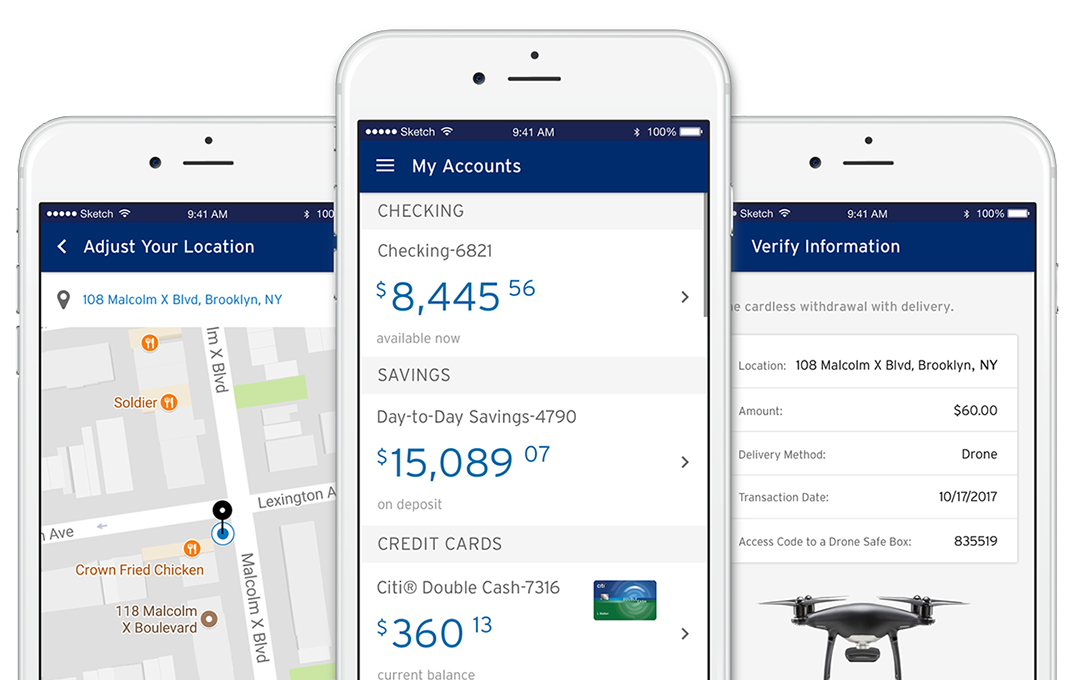 Sketch
9:41 AM
100
Adjust Your Location
108 Malcolm X Blvd, Brooklyn, NY
lm X Blvd
Soldier
Lexington A
n Ave
Crown Fried Chicken
118 Malcolm
X Boulevard
Malcolm X Blvd
Sketch
9:41 AM
100%
My Accounts
CHECKING
Checking-6821
$8,445 56
available now
SAVINGS
Day-to-Day Savings-4790
$15,089 07
on deposit
CREDIT CARDS
Citi® Double Cash-7316
citi
$360 13
current balance
Sketch
9:41 AM
100%
Verify Information
e cardless withdrawal with delivery.
Location: 108 Malcolm X Blvd, Brooklyn, NY
Amount: $60.00
Delivery Method: Drone
Transaction Date: 10/17/2017
Access Code to a Drone Safe Box: 835519